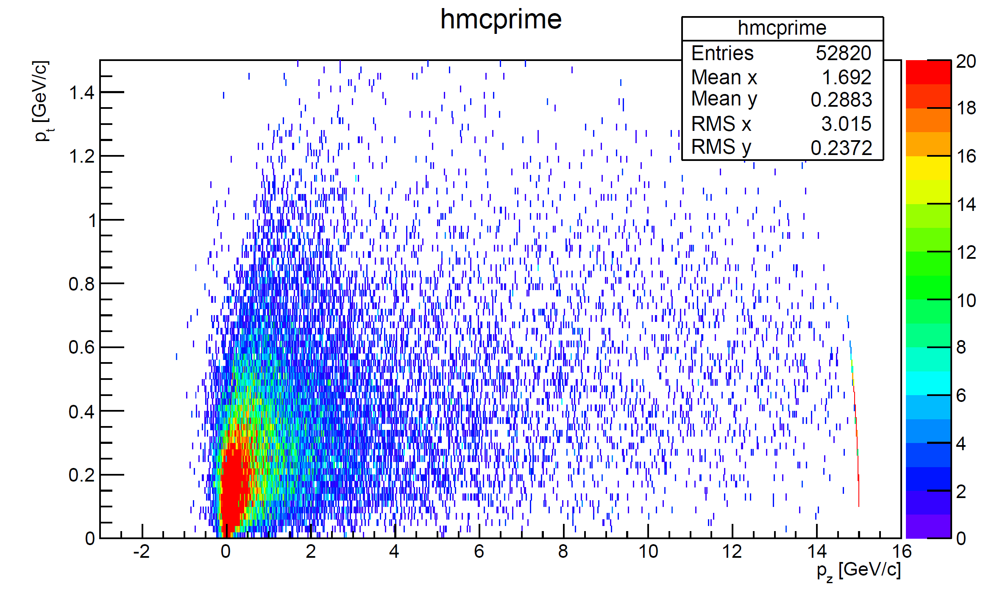 hmcprime
hmcprime
Entries 52820
Mean x 1.692
Mean y 0.2883
RMS x 3.015
RMS y 0.2372
p_t [GeV/c]
1.4
1.2
1
0.8
0.6
0.4
0.2
0
-2 0 2 4 6 8 10 12 14 16
p_z [GeV/c]
20
18
16
14
12
10
8
6
4
2
0